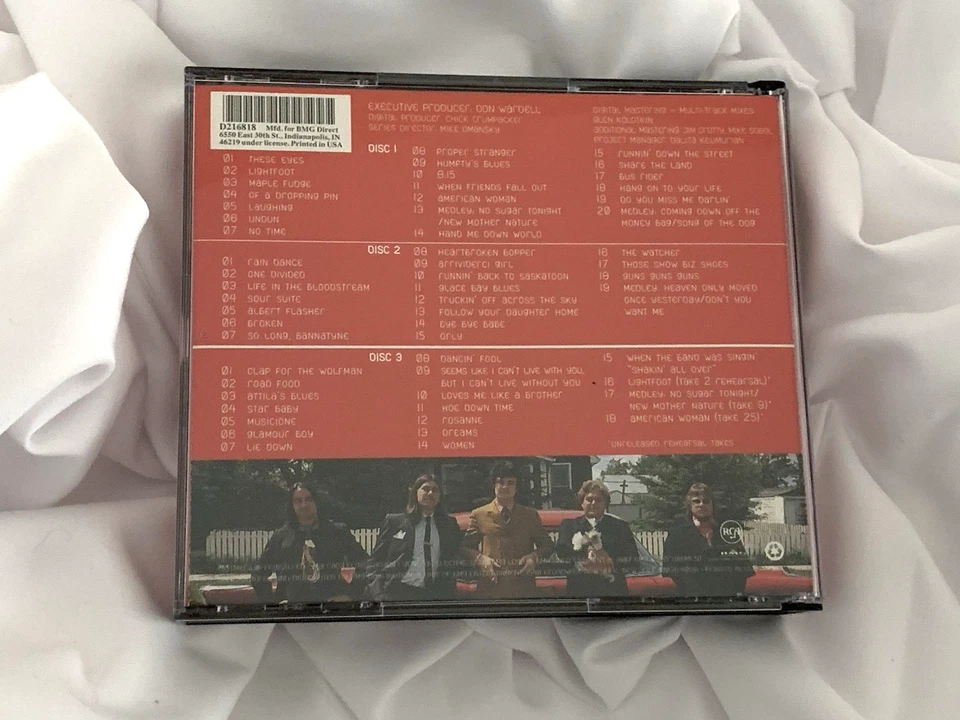 D216818 Mfd. for BMG Direct
6550 East 30th St., Indianapolis, IN
46219 under license. Printed in USA
EXECUTIVE PRODUCER: DON WARDELL
DIGITAL PRODUCER: CHICK CRUMPACKER
SERIES DIRECTOR: MIKE OMANSKY
DIGITAL MASTERING – MULTI-TRACK MIXES
ADDITIONAL MASTERING JIM CROTTY, MIKE SOBOL
PROJECT MANAGER: DALITA KEUMURIAN
DISC 1
01 THESE EYES
02 LIGHTFOOT
03 MAPLE FUDGE
04 OF A DROPPING PIN
05 LAUGHING
06 UNDUN
07 NO TIME
08 PROPER STRANGER
09 HUMPTY'S BLUES
10 8:15
11 WHEN FRIENDS FALL OUT
12 AMERICAN WOMAN
13 MEDLEY: NO SUGAR TONIGHT
/NEW MOTHER NATURE
14 HAND ME DOWN WORLD
15 RUNNIN' DOWN THE STREET
16 SHARE THE LAND
17 BUS RIDER
18 HANG ON TO YOUR LIFE
19 DO YOU MISS ME DARLIN'
20 MEDLEY: COMING DOWN OFF THE
MONEY BAG/SONG OF THE DOG
DISC 2
01 RAIN DANCE
02 ONE DIVIDED
03 LIFE IN THE BLOODSTREAM
04 SOUR SUITE
05 ALBERT FLASHER
06 BROKEN
07 SO LONG, BANNATYNE
08 HEARTBROKEN BOPPER
09 ARRIVIDERCI GIRL
10 RUNNIN' BACK TO SASKATOON
11 GLACE BAY BLUES
12 TRUCKIN' OFF ACROSS THE SKY
13 FOLLOW YOUR DAUGHTER HOME
14 BYE BYE BABE
15 ORLY
16 THE WATCHER
17 THOSE SHOW BIZ SHOES
18 GUNS GUNS GUNS
19 MEDLEY: HEAVEN ONLY MOVED
ONCE YESTERDAY/DON'T YOU
WANT ME
DISC 3
01 CLAP FOR THE WOLFMAN
02 ROAD FOOD
03 ATTILA'S BLUES
04 STAR BABY
05 MUSICIONE
06 GLAMOUR BOY
07 LIE DOWN
08 DANCIN' FOOL
09 SEEMS LIKE I CAN'T LIVE WITH YOU,
BUT I CAN'T LIVE WITHOUT YOU
10 LOVES ME LIKE A BROTHER
11 HOE DOWN TIME
12 ROSANNE
13 DREAMS
14 WOMEN
15 WHEN THE BAND WAS SINGIN'
"SHAKIN' ALL OVER"
16 LIGHTFOOT (TAKE 2 REHEARSAL)*
17 MEDLEY: NO SUGAR TONIGHT/
NEW MOTHER NATURE (TAKE 9)*
18 AMERICAN WOMAN (TAKE 25)*
*UNRELEASED REHEARSAL TAKES
RCA